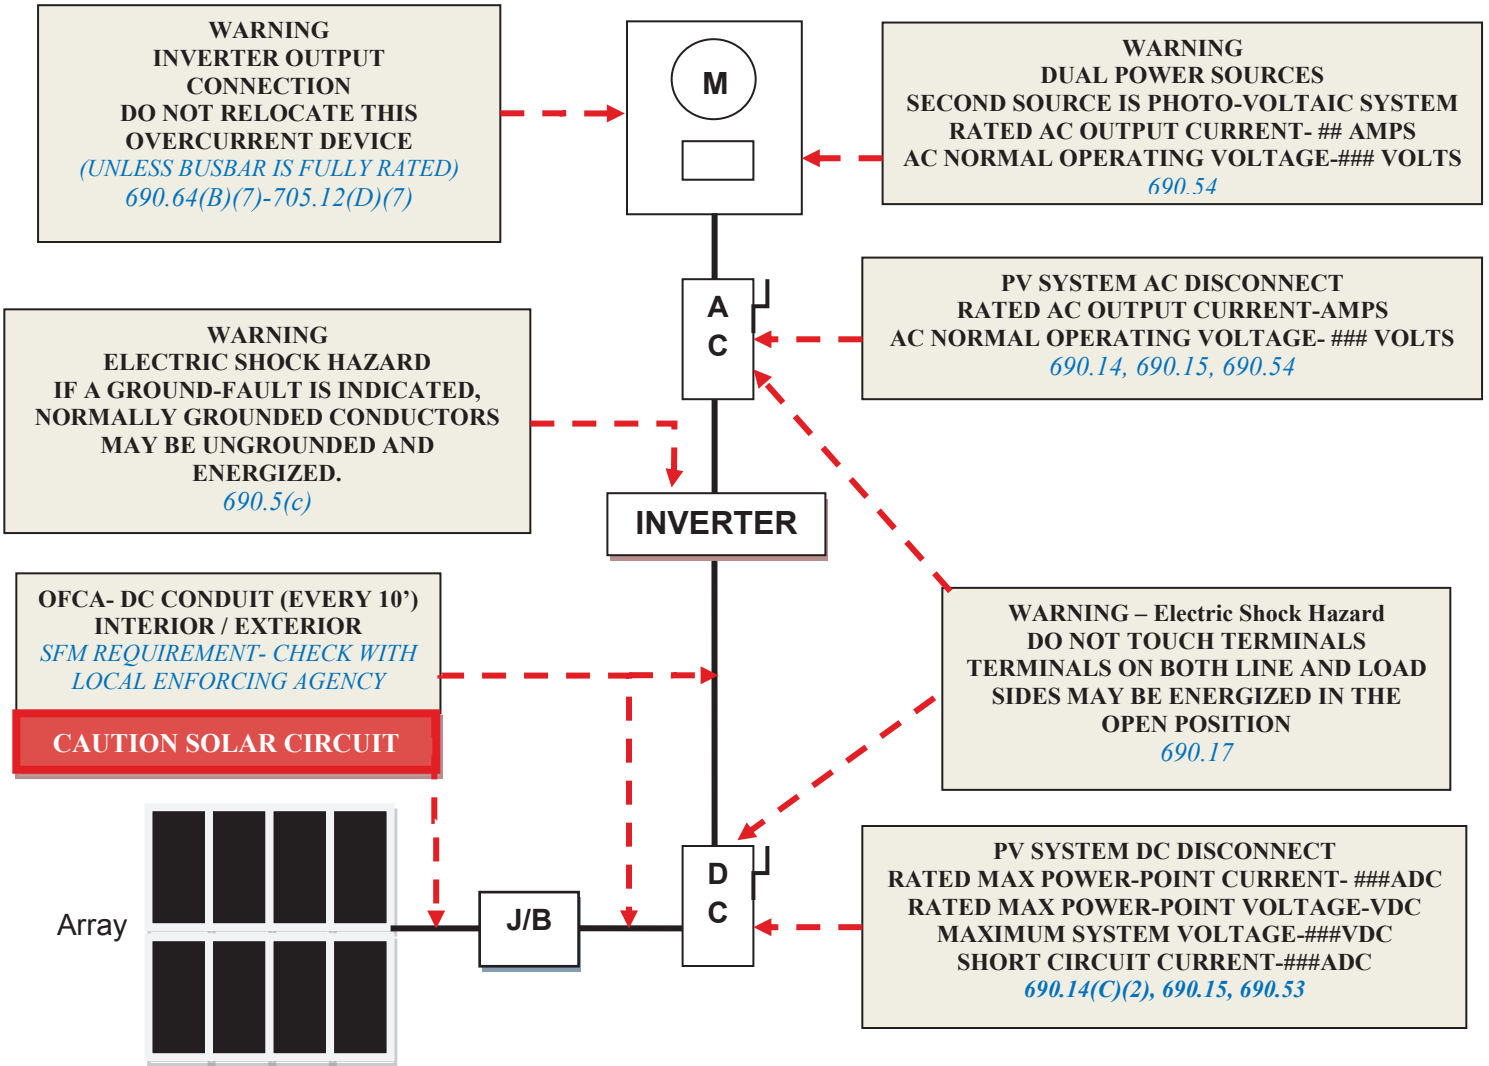 WARNING
INVERTER OUTPUT
CONNECTION
DO NOT RELOCATE THIS
OVERCURRENT DEVICE
(UNLESS BUSBAR IS FULLY RATED)
690.64(B)(7)-705.12(D)(7)
M
WARNING
DUAL POWER SOURCES
SECOND SOURCE IS PHOTO-VOLTAIC SYSTEM
RATED AC OUTPUT CURRENT- ## AMPS
AC NORMAL OPERATING VOLTAGE-### VOLTS
690.54
A
C
PV SYSTEM AC DISCONNECT
RATED AC OUTPUT CURRENT-AMPS
AC NORMAL OPERATING VOLTAGE- ### VOLTS
690.14, 690.15, 690.54
WARNING
ELECTRIC SHOCK HAZARD
IF A GROUND-FAULT IS INDICATED,
NORMALLY GROUNDED CONDUCTORS
MAY BE UNGROUNDED AND
ENERGIZED.
690.5(c)
INVERTER
OFCA- DC CONDUIT (EVERY 10’)
INTERIOR / EXTERIOR
SFM REQUIREMENT- CHECK WITH
LOCAL ENFORCING AGENCY
CAUTION SOLAR CIRCUIT
WARNING – Electric Shock Hazard
DO NOT TOUCH TERMINALS
TERMINALS ON BOTH LINE AND LOAD
SIDES MAY BE ENERGIZED IN THE
OPEN POSITION
690.17
Array
J/B
D
C
PV SYSTEM DC DISCONNECT
RATED MAX POWER-POINT CURRENT- ###ADC
RATED MAX POWER-POINT VOLTAGE-VDC
MAXIMUM SYSTEM VOLTAGE-###VDC
SHORT CIRCUIT CURRENT-###ADC
690.14(C)(2), 690.15, 690.53